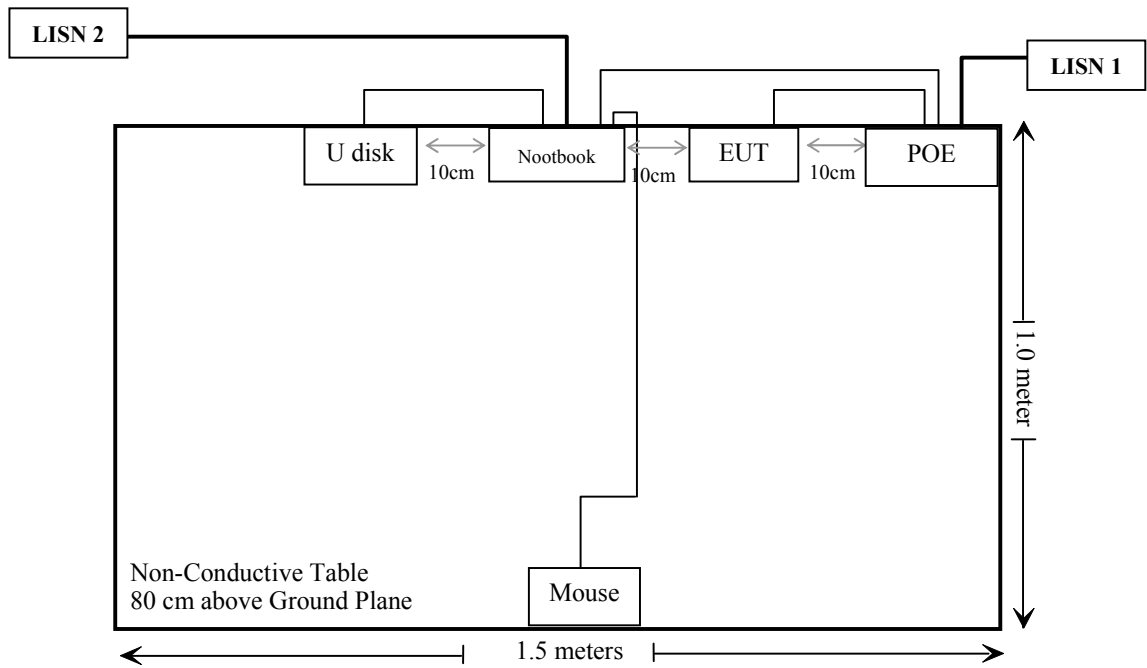 LISN 2
LISN 1
U disk
Nootbook
EUT
POE
10cm
10cm
10cm
1.0 meter
Non-Conductive Table
80 cm above Ground Plane
Mouse
1.5 meters